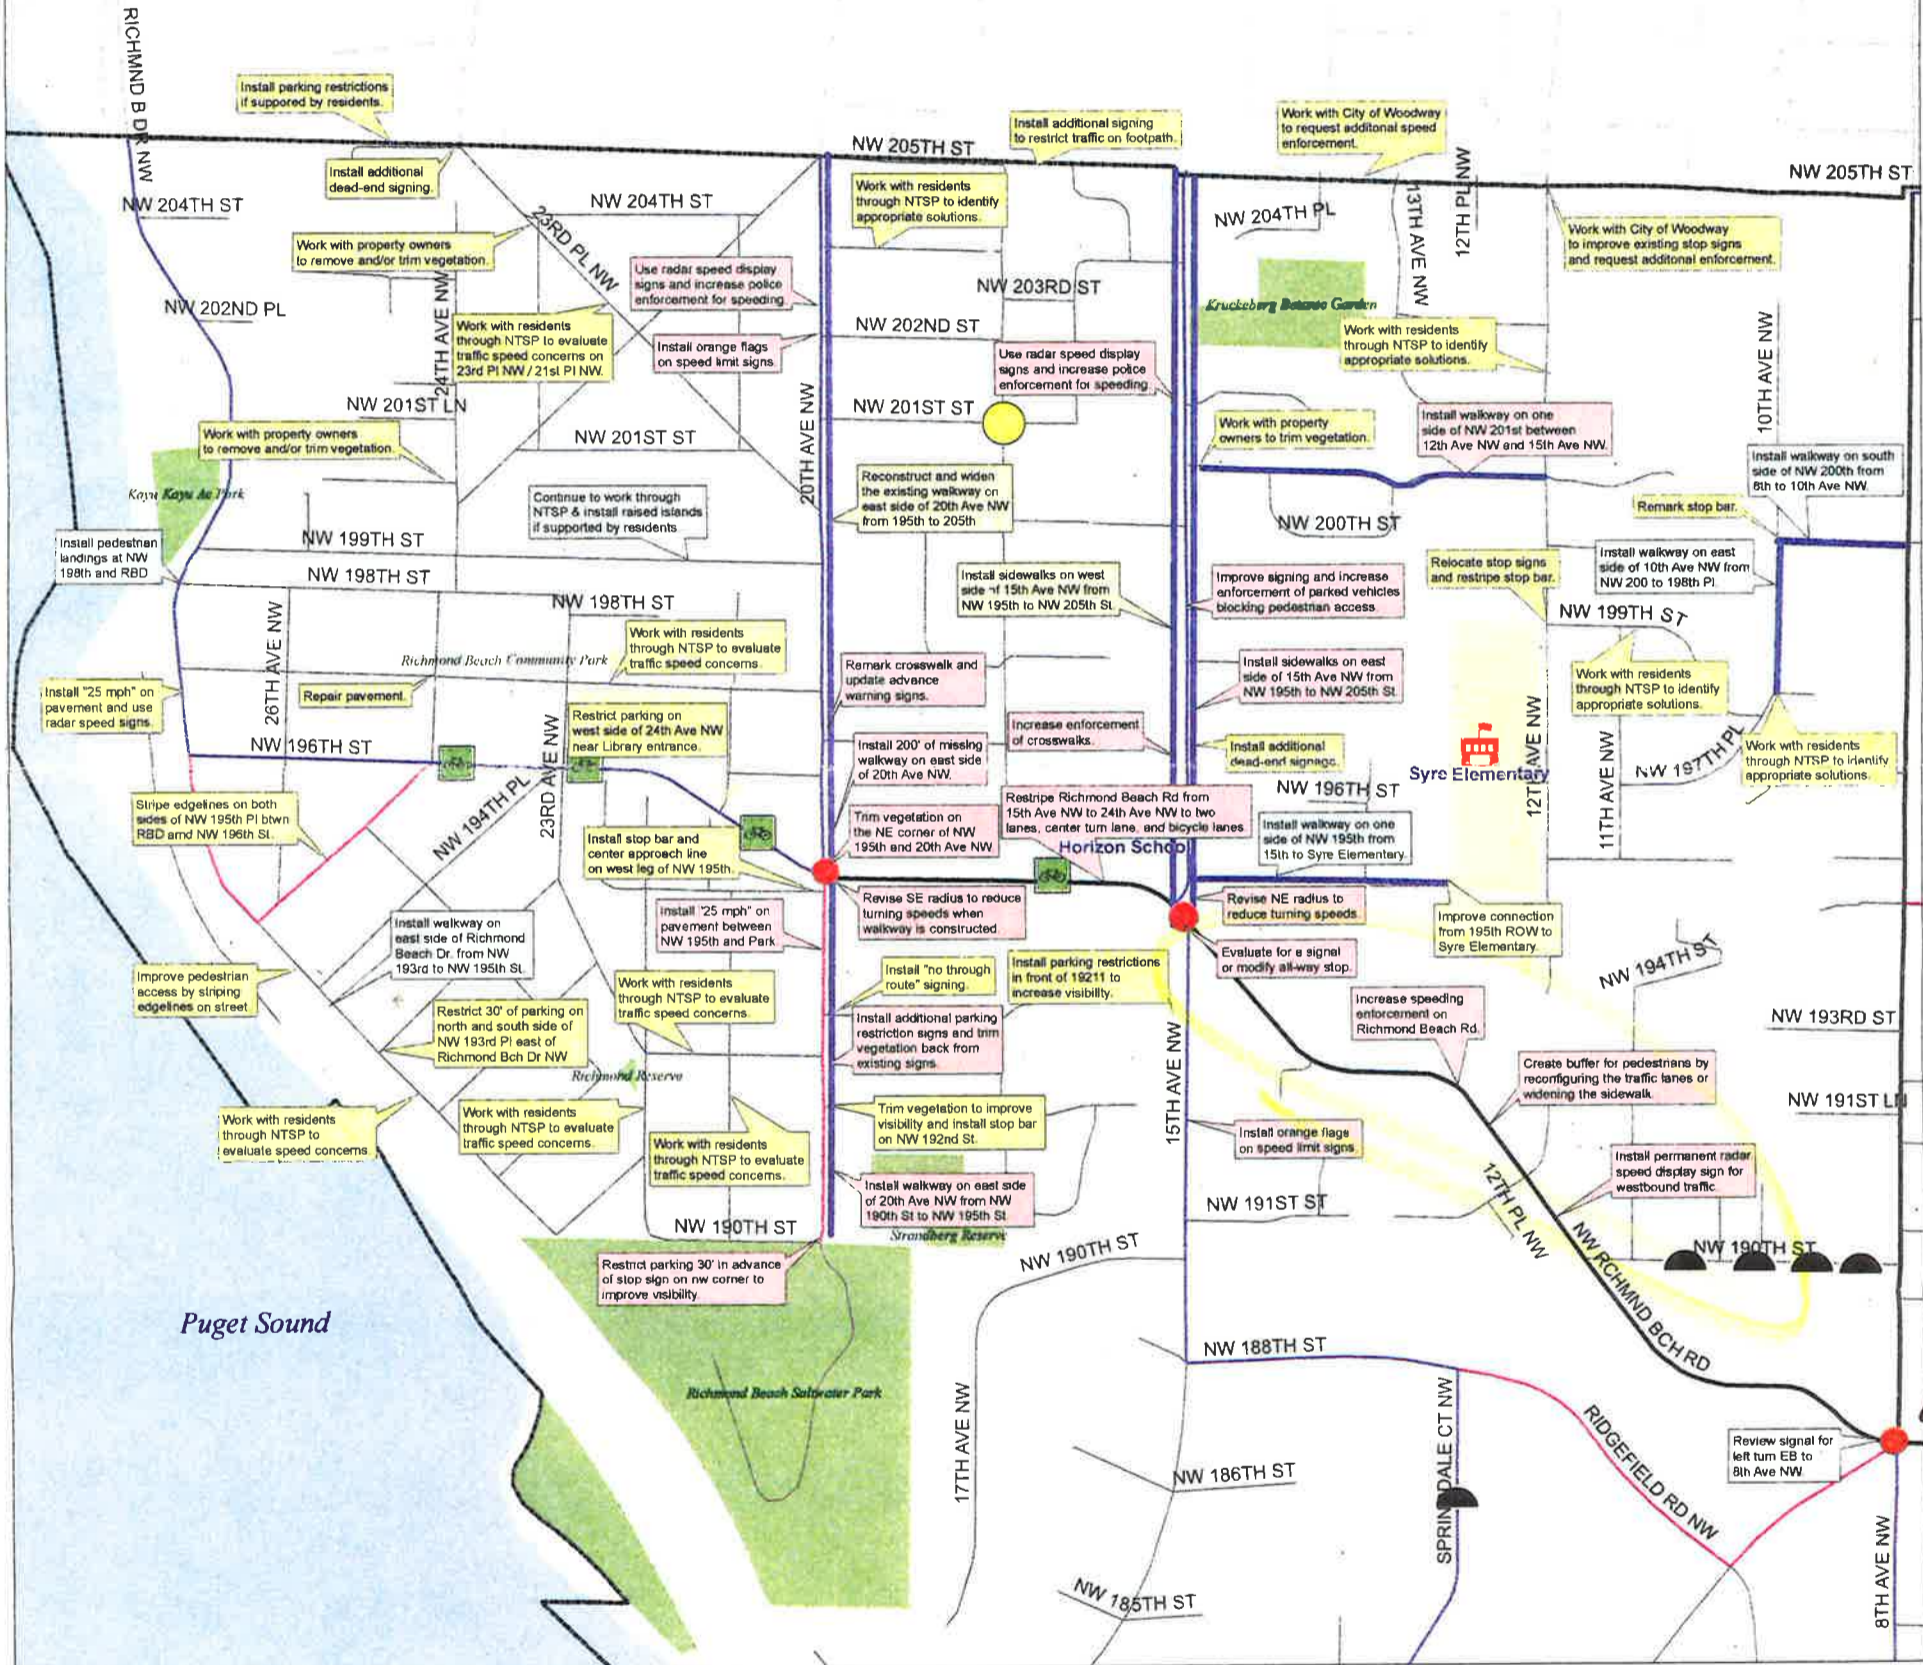 RICHMND B DR NW
Install parking restrictions
if suppored by residents.
Install additional
dead-end signing.
NW 205TH ST
Install additional signing
to restrict traffic on footpath.
Work with City of Woodway
to request additonal speed
enforcement.
12TH PL NW
13TH AVE NW
NW 205TH ST
NW 204TH ST
23RD PL NW
NW 204TH ST
Work with residents
through NTSP to identify
appropriate solutions.
NW 204TH PL
Work with City of Woodway
to improve existing stop signs
and request additonal enforcement.
Work with property owners
to remove and/or trim vegetation.
Use radar speed display
signs and increase police
enforcement for speeding.
NW 203RD ST
Kruckeberg Botanic Garden
NW 202ND PL
24TH AVE NW
Work with residents
through NTSP to evaluate
traffic speed concerns on
23rd Pl NW / 21st Pl NW.
Install orange flags
on speed limit signs
NW 202ND ST
Use radar speed display
signs and increase police
enforcement for speeding.
Work with residents
through NTSP to identify
appropriate solutions.
10TH AVE NW
NW 201ST LN
20TH AVE NW
NW 201ST ST
NW 201ST ST
Work with property owners
to remove and/or trim vegetation.
Work with property
owners to trim vegetation.
Install walkway on one
side of NW 201st between
12th Ave NW and 15th Ave NW.
Install walkway on south
side of NW 200th from
8th to 10th Ave NW.
Kayu Kayu Ac Park
Continue to work through
NTSP & install raised islands
if supported by residents
Reconstruct and widen
the existing walkway on
east side of 20th Ave NW
from 195th to 205th
NW 200TH ST
Remark stop bar.
Install pedestrian
landings at NW
198th and RBD
NW 199TH ST
NW 198TH ST
NW 198TH ST
Install sidewalks on west
side of 15th Ave NW from
NW 195th to NW 205th St.
Improve signing and increase
enforcement of parked vehicles
blocking pedestrian access.
Relocate stop signs
and restripe stop bar.
Install walkway on east
side of 10th Ave NW from
NW 200 to 198th Pl.
NW 199TH ST
26TH AVE NW
Richmond Beach Community Park
Work with residents
through NTSP to evaluate
traffic speed concerns.
Remark crosswalk and
update advance
warning signs.
Install sidewalks on east
side of 15th Ave NW from
NW 195th to NW 205th St.
Work with residents
through NTSP to identify
appropriate solutions.
Install "25 mph" on
pavement and use
radar speed signs.
Repair pavement.
Restrict parking on
west side of 24th Ave NW
near Library entrance.
23RD AVE NW
Increase enforcement
of crosswalks.
Install additional
dead-end signage.
Syre Elementary
12TH AVE NW
11TH AVE NW
NW 197TH PL
Work with residents
through NTSP to identify
appropriate solutions.
NW 196TH ST
Install 200' of missing
walkway on east side
of 20th Ave NW.
NW 196TH ST
Stripe edgelines on both
sides of NW 195th Pl btwn
RBD amd NW 196th St.
NW 194TH PL
Install stop bar and
center approach line
on west leg of NW 195th.
Trim vegetation on
the NE corner of NW
195th and 20th Ave NW
Restripe Richmond Beach Rd from
15th Ave NW to 24th Ave NW to two
lanes, center turn lane, and bicycle lanes.
Horizon School
Install walkway on one
side of NW 195th from
15th to Syre Elementary.
Install walkway on
east side of Richmond
Beach Dr. from NW
193rd to NW 195th St.
Install "25 mph" on
pavement between
NW 195th and Park.
Revise SE radius to reduce
turning speeds when
walkway is constructed.
Revise NE radius to
reduce turning speeds.
Improve connection
from 195th ROW to
Syre Elementary.
Evaluate for a signal
or modify all-way stop.
NW 194TH ST
Improve pedestrian
access by striping
edgelines on street
Restrict 30' of parking on
north and south side of
NW 193rd Pl east of
Richmond Bch Dr NW
Work with residents
through NTSP to evaluate
traffic speed concerns.
Install "no through
route" signing.
Install parking restrictions
in front of 19211 to
increase visibility.
Install additional parking
restriction signs and trim
vegetation back from
existing signs.
Increase speeding
enforcement on
Richmond Beach Rd.
NW 193RD ST
Richmond Reserve
15TH AVE NW
Create buffer for pedestrians by
reconfiguring the traffic lanes or
widening the sidewalk.
NW 191ST LN
Work with residents
through NTSP to
evaluate speed concerns.
Work with residents
through NTSP to evaluate
traffic speed concerns.
Work with residents
through NTSP to evaluate
traffic speed concerns.
Trim vegetation to improve
visibility and install stop bar
on NW 192nd St.
Install orange flags
on speed limit signs.
Install permanent radar
speed display sign for
westbound traffic.
Install walkway on east side
of 20th Ave NW from NW
190th St to NW 195th St
NW 191ST ST
12TH PL NW
NW 190TH ST
Strandberg Reserve
NW 190TH ST
NW 190TH ST
Restrict parking 30' in advance
of stop sign on nw corner to
improve visibility.
NW RCHMND BCH RD
Puget Sound
NW 188TH ST
Richmond Beach Saltwater Park
17TH AVE NW
SPRINGDALE CT NW
RIDGEFIELD RD NW
Review signal for
left turn EB to
8th Ave NW.
NW 186TH ST
NW 185TH ST
8TH AVE NW